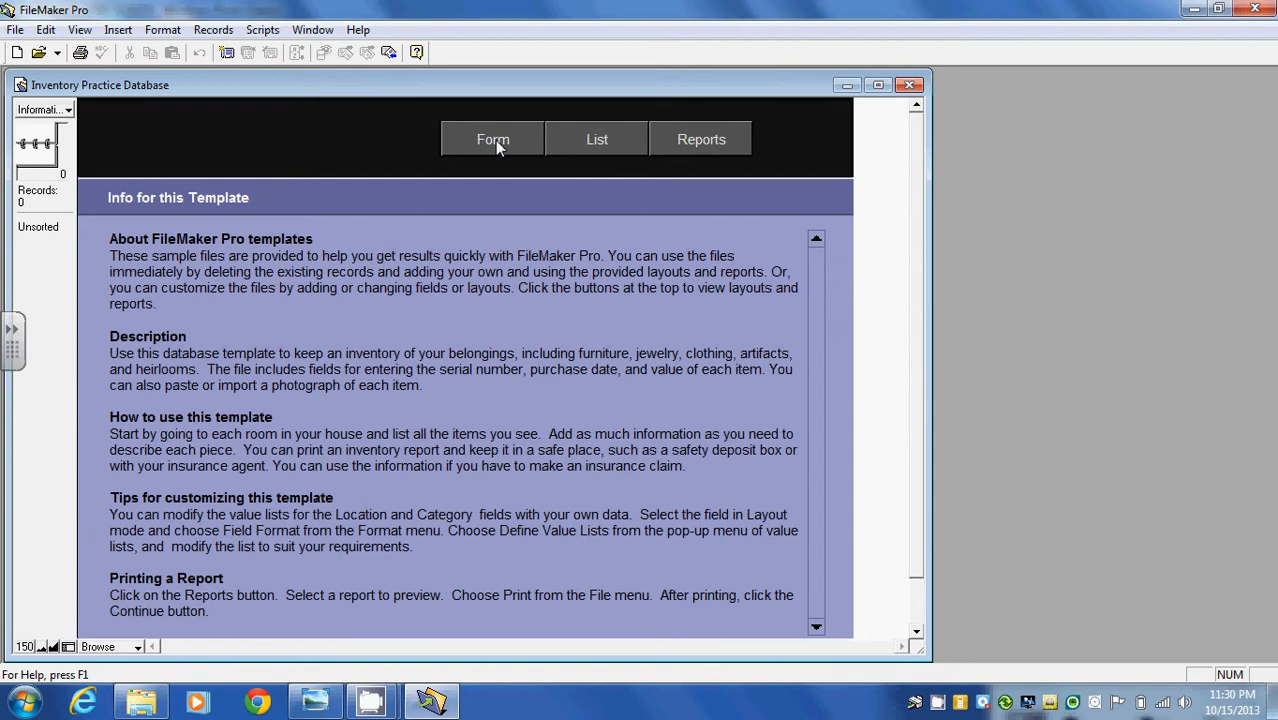 FileMaker Pro
File Edit View Insert Format Records Scripts Window Help
Inventory Practice Database
Informati...
0
Records:
0
Unsorted
Form List Reports
Info for this Template
About FileMaker Pro templates
These sample files are provided to help you get results quickly with FileMaker Pro. You can use the files
immediately by deleting the existing records and adding your own and using the provided layouts and reports. Or,
you can customize the files by adding or changing fields or layouts. Click the buttons at the top to view layouts and
reports.
Description
Use this database template to keep an inventory of your belongings, including furniture, jewelry, clothing, artifacts,
and heirlooms. The file includes fields for entering the serial number, purchase date, and value of each item. You
can also paste or import a photograph of each item.
How to use this template
Start by going to each room in your house and list all the items you see. Add as much information as you need to
describe each piece. You can print an inventory report and keep it in a safe place, such as a safety deposit box or
with your insurance agent. You can use the information if you have to make an insurance claim.
Tips for customizing this template
You can modify the value lists for the Location and Category fields with your own data. Select the field in Layout
mode and choose Field Format from the Format menu. Choose Define Value Lists from the pop-up menu of value
lists, and modify the list to suit your requirements.
Printing a Report
Click on the Reports button. Select a report to preview. Choose Print from the File menu. After printing, click the
Continue button.
150 Browse
For Help, press F1
NUM
11:30 PM
10/15/2013